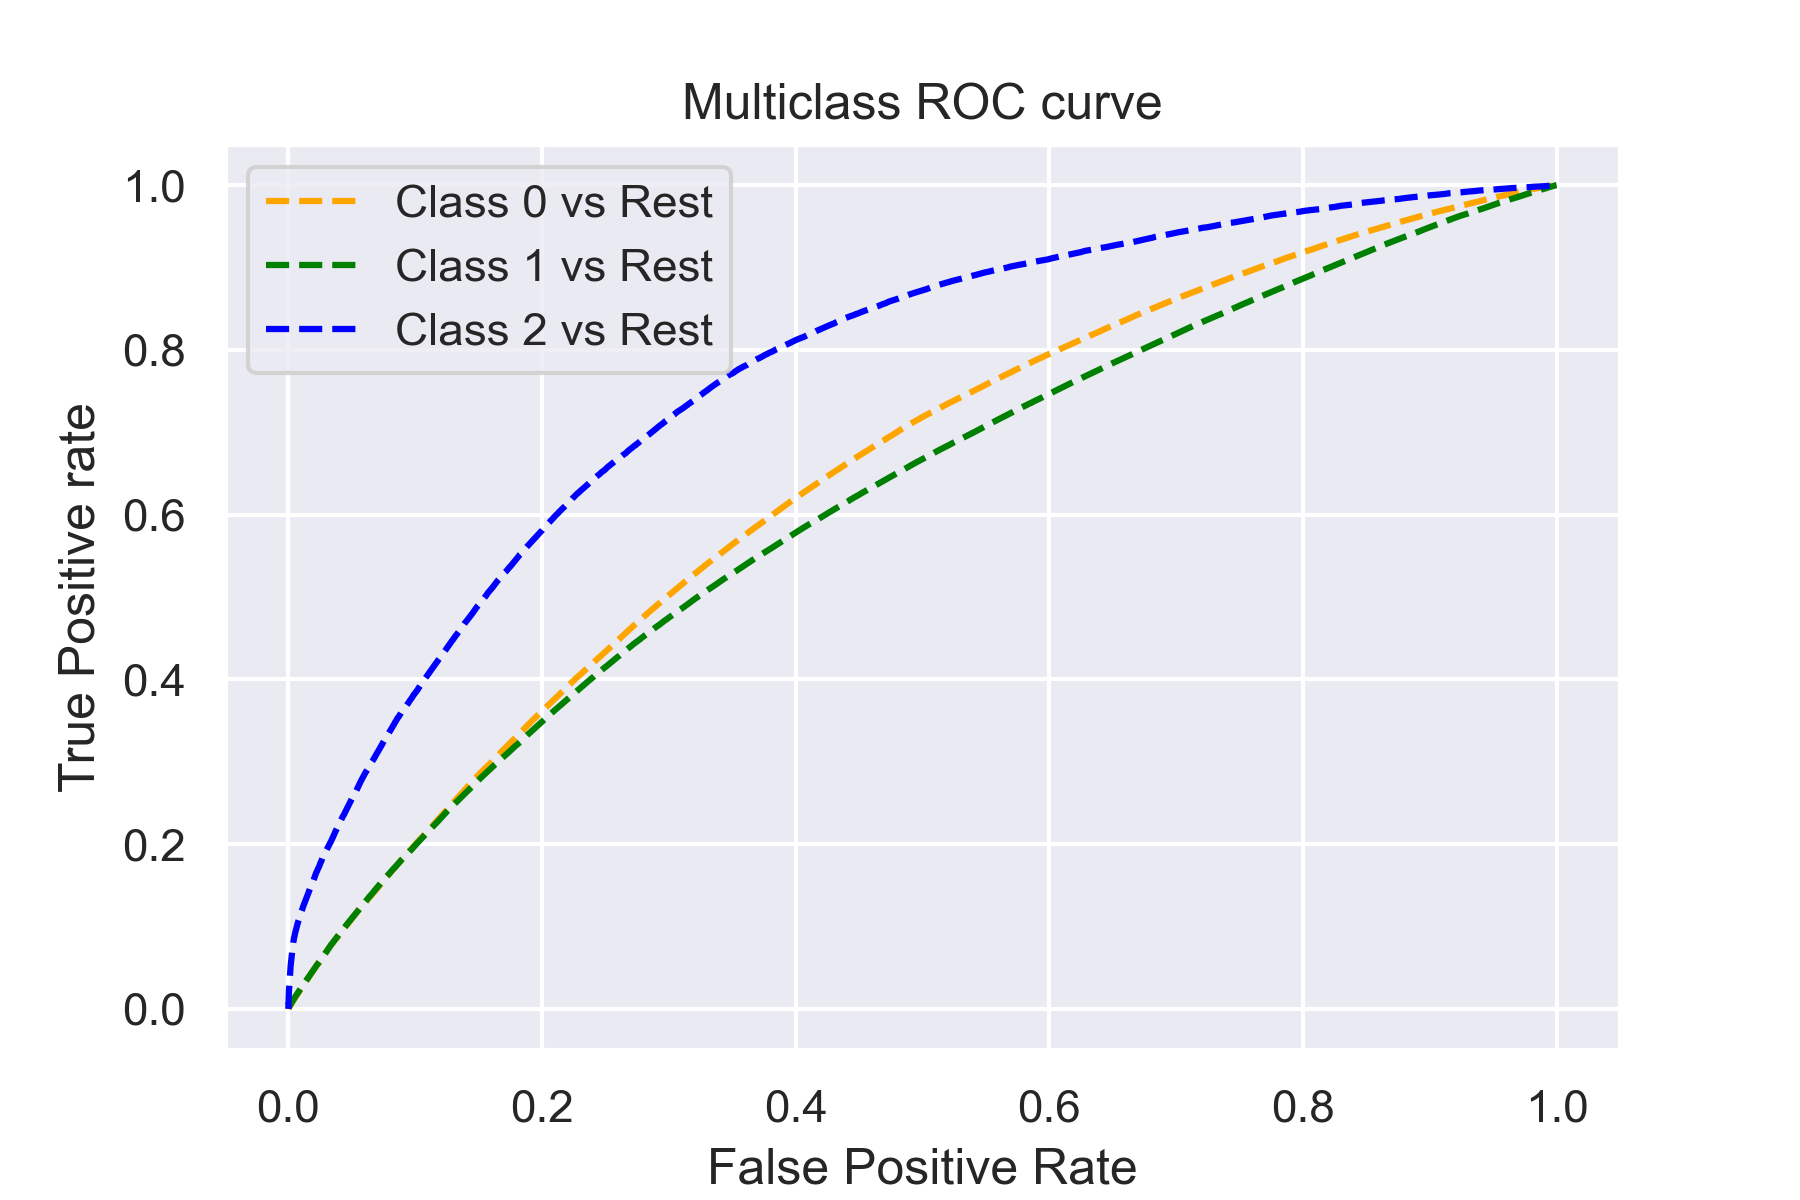 Multiclass ROC curve
Class 0 vs Rest
Class 1 vs Rest
Class 2 vs Rest
True Positive rate
1.0
0.8
0.6
0.4
0.2
0.0
0.0 0.2 0.4 0.6 0.8 1.0
False Positive Rate